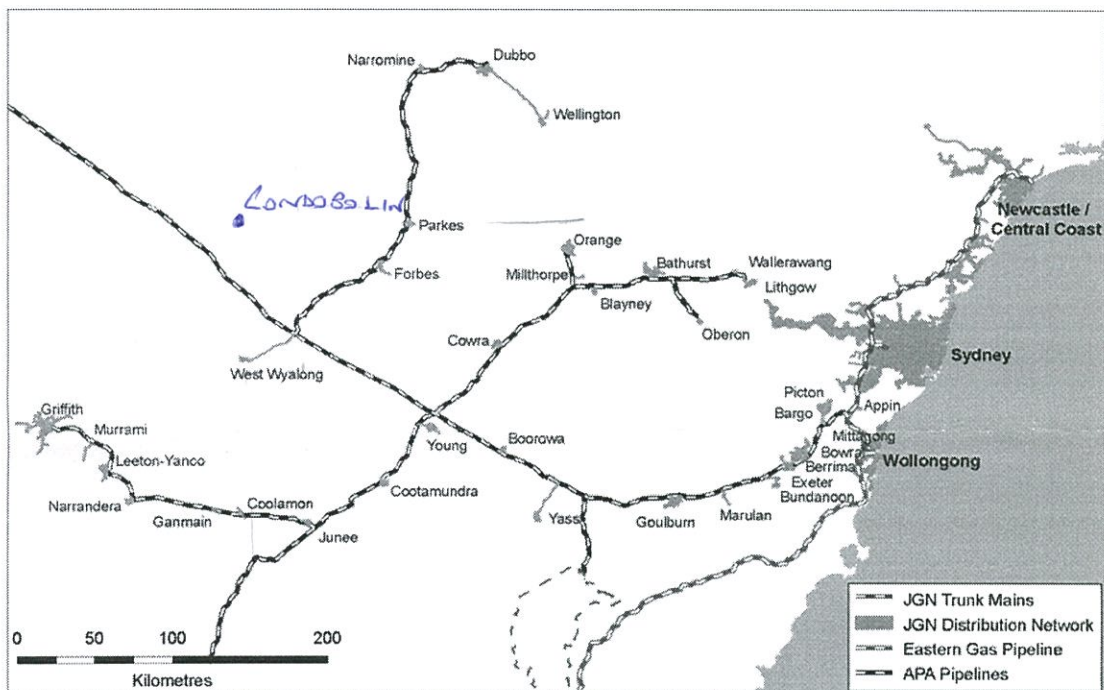 Dubbo
Narromine
Wellington
CONDOBOLIN
Parkes
Newcastle /
Central Coast
Orange
Forbes
Millthorpe
Bathurst
Wallerawang
Lithgow
Blayney
Oberon
Cowra
Sydney
West Wyalong
Picton
Appin
Bargo
Griffith
Murrami
Young
Boorowa
Mittagong
Bowral
Wollongong
Leeton-Yanco
Berrima
Cootamundra
Exeter
Narrandera
Coolamon
Bundanoon
Ganmain
Yass
Goulburn
Marulan
Junee
JGN Trunk Mains
JGN Distribution Network
Eastern Gas Pipeline
APA Pipelines
0 50 100 200
Kilometres